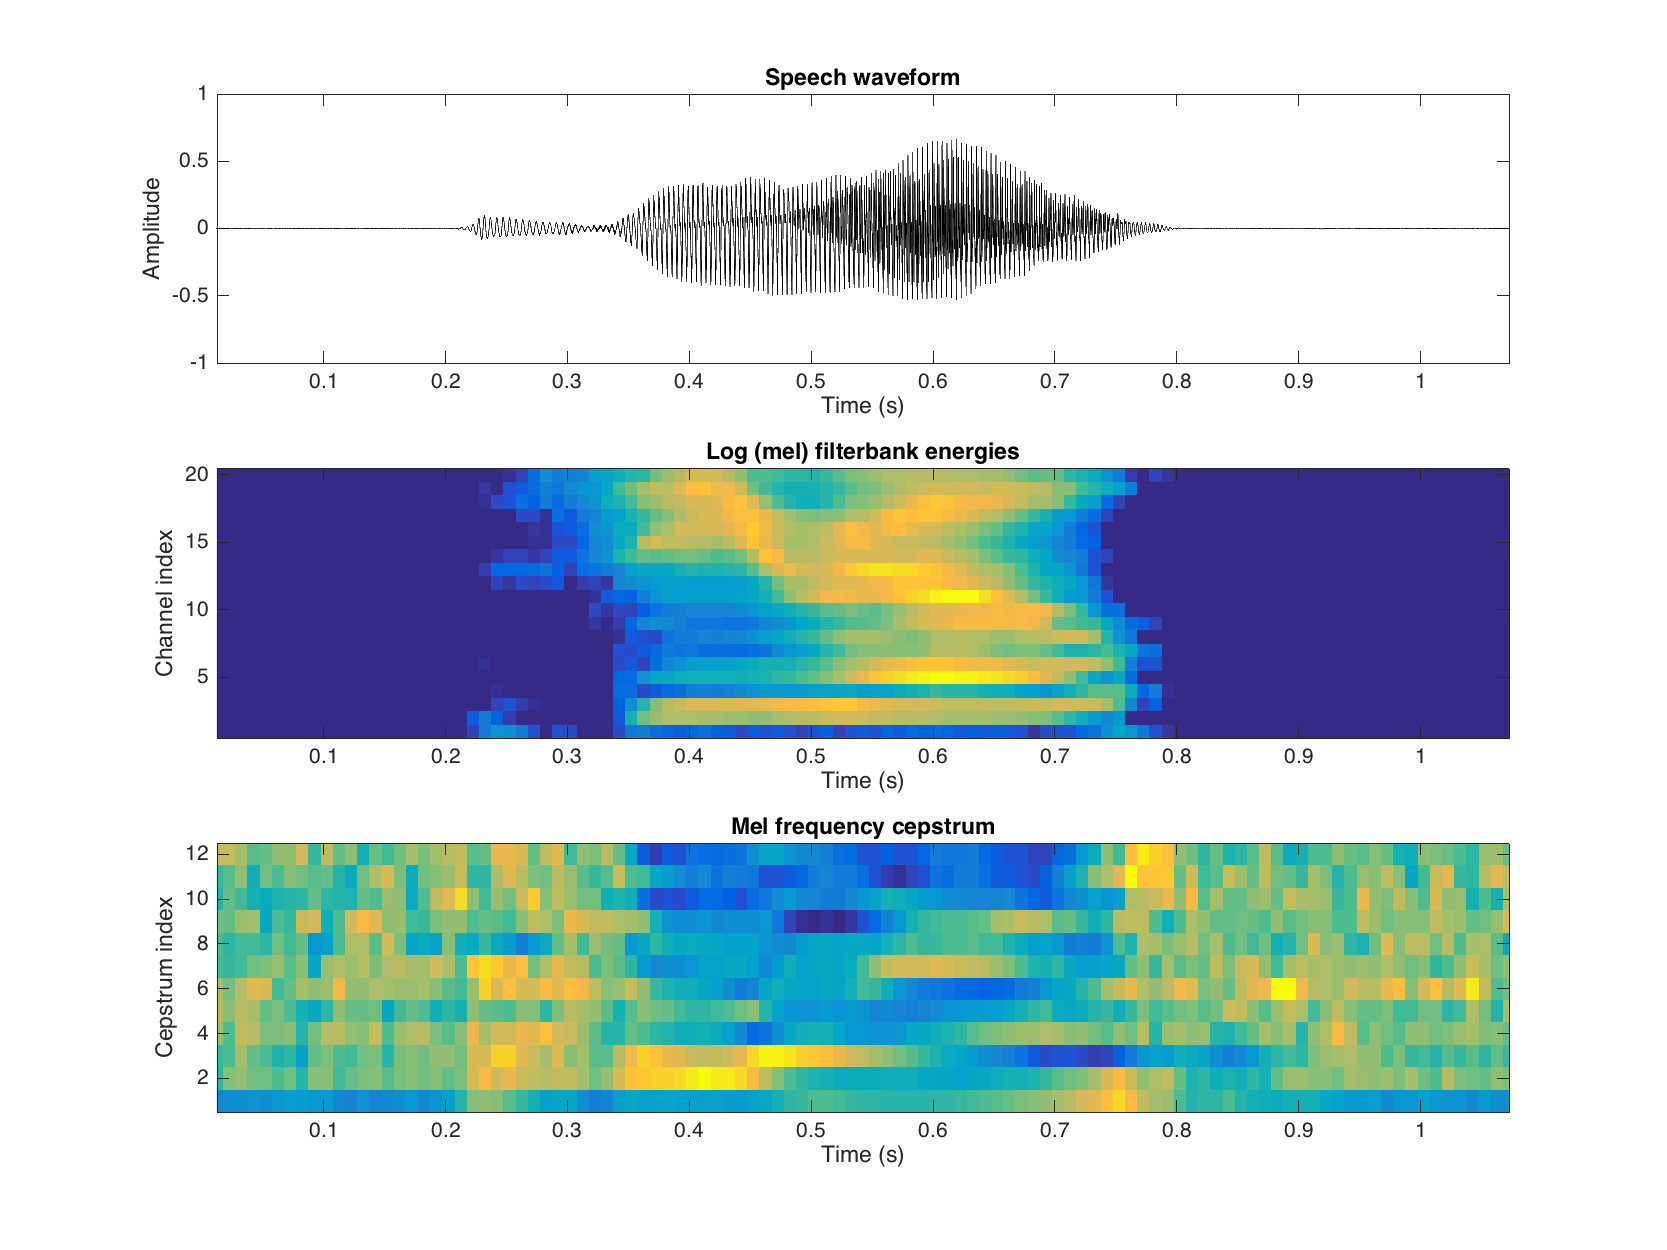 Speech waveform
1
0.5
0
-0.5
-1
Amplitude
0.1 0.2 0.3 0.4 0.5 0.6 0.7 0.8 0.9 1
Time (s)
Log (mel) filterbank energies
20
15
10
5
Channel index
0.1 0.2 0.3 0.4 0.5 0.6 0.7 0.8 0.9 1
Time (s)
Mel frequency cepstrum
12
10
8
6
4
2
Cepstrum index
0.1 0.2 0.3 0.4 0.5 0.6 0.7 0.8 0.9 1
Time (s)